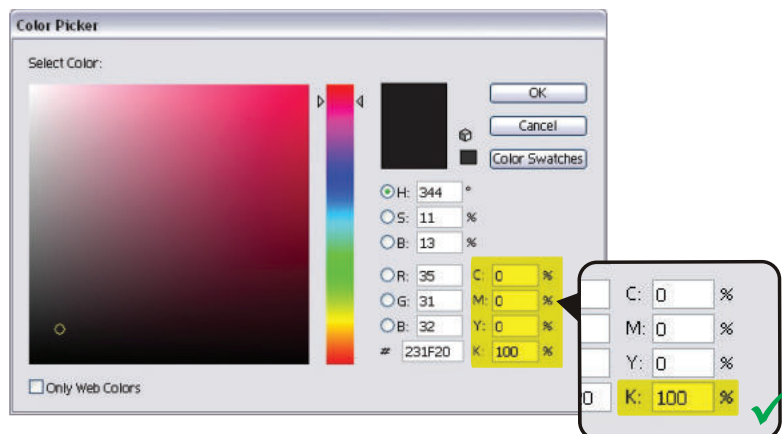 Color Picker
Select Color:
OK
Cancel
Color Swatches
H: 344 °
S: 11 %
B: 13 %
R: 35 C: 0 %
G: 31 M: 0 %
B: 32 Y: 0 %
# 231F20 K: 100 %
Only Web Colors
C: 0 %
M: 0 %
Y: 0 %
0 K: 100 %